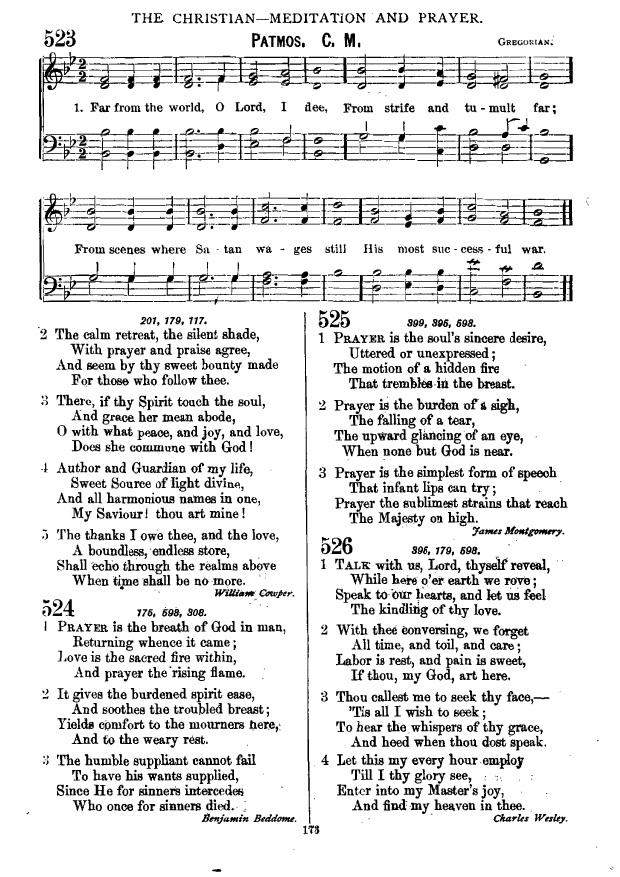 THE CHRISTIAN—MEDITATION AND PRAYER.
523 PATMOS. C. M. GREGORIAN.
1. Far from the world, O Lord, I flee, From strife and tu - mult far;
From scenes where Sa - tan wa - ges still His most suc - cess - ful war.
201, 179, 117.
2 The calm retreat, the silent shade,
With prayer and praise agree,
And seem by thy sweet bounty made
For those who follow thee.
3 There, if thy Spirit touch the soul,
And grace her mean abode,
O with what peace, and joy, and love,
Does she commune with God!
4 Author and Guardian of my life,
Sweet Source of light divine,
And all harmonious names in one,
My Saviour! thou art mine!
5 The thanks I owe thee, and the love,
A boundless, endless store,
Shall echo through the realms above
When time shall be no more.
William Cowper.
524 175, 598, 308.
1 PRAYER is the breath of God in man,
Returning whence it came;
Love is the sacred fire within,
And prayer the rising flame.
2 It gives the burdened spirit ease,
And soothes the troubled breast;
Yields comfort to the mourners here,
And to the weary rest.
3 The humble suppliant cannot fail
To have his wants supplied,
Since He for sinners intercedes
Who once for sinners died.
Benjamin Beddome.
525 399, 395, 598.
1 PRAYER is the soul's sincere desire,
Uttered or unexpressed;
The motion of a hidden fire
That trembles in the breast.
2 Prayer is the burden of a sigh,
The falling of a tear,
The upward glancing of an eye,
When none but God is near.
3 Prayer is the simplest form of speech
That infant lips can try;
Prayer the sublimest strains that reach
The Majesty on high.
James Montgomery.
526 395, 179, 598.
1 TALK with us, Lord, thyself reveal,
While here o'er earth we rove;
Speak to our hearts, and let us feel
The kindling of thy love.
2 With thee conversing, we forget
All time, and toil, and care;
Labor is rest, and pain is sweet,
If thou, my God, art here.
3 Thou callest me to seek thy face,—
'Tis all I wish to seek;
To hear the whispers of thy grace,
And heed when thou dost speak.
4 Let this my every hour employ
Till I thy glory see,
Enter into my Master's joy,
And find my heaven in thee.
Charles Wesley.
173